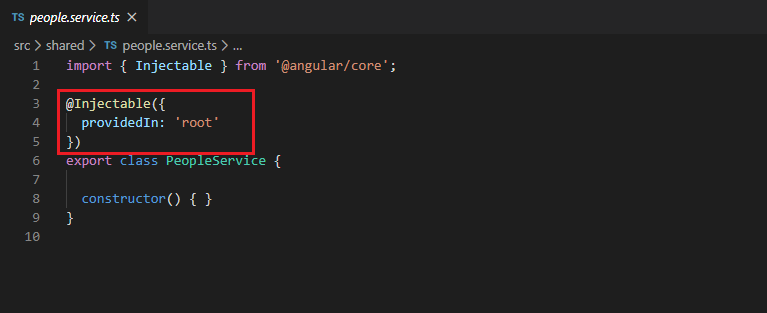 TS people.service.ts ×
src > shared > TS people.service.ts > ...
1 import { Injectable } from '@angular/core';
2
3 @Injectable({
4   providedIn: 'root'
5 })
6 export class PeopleService {
7
8   constructor() { }
9 }
10